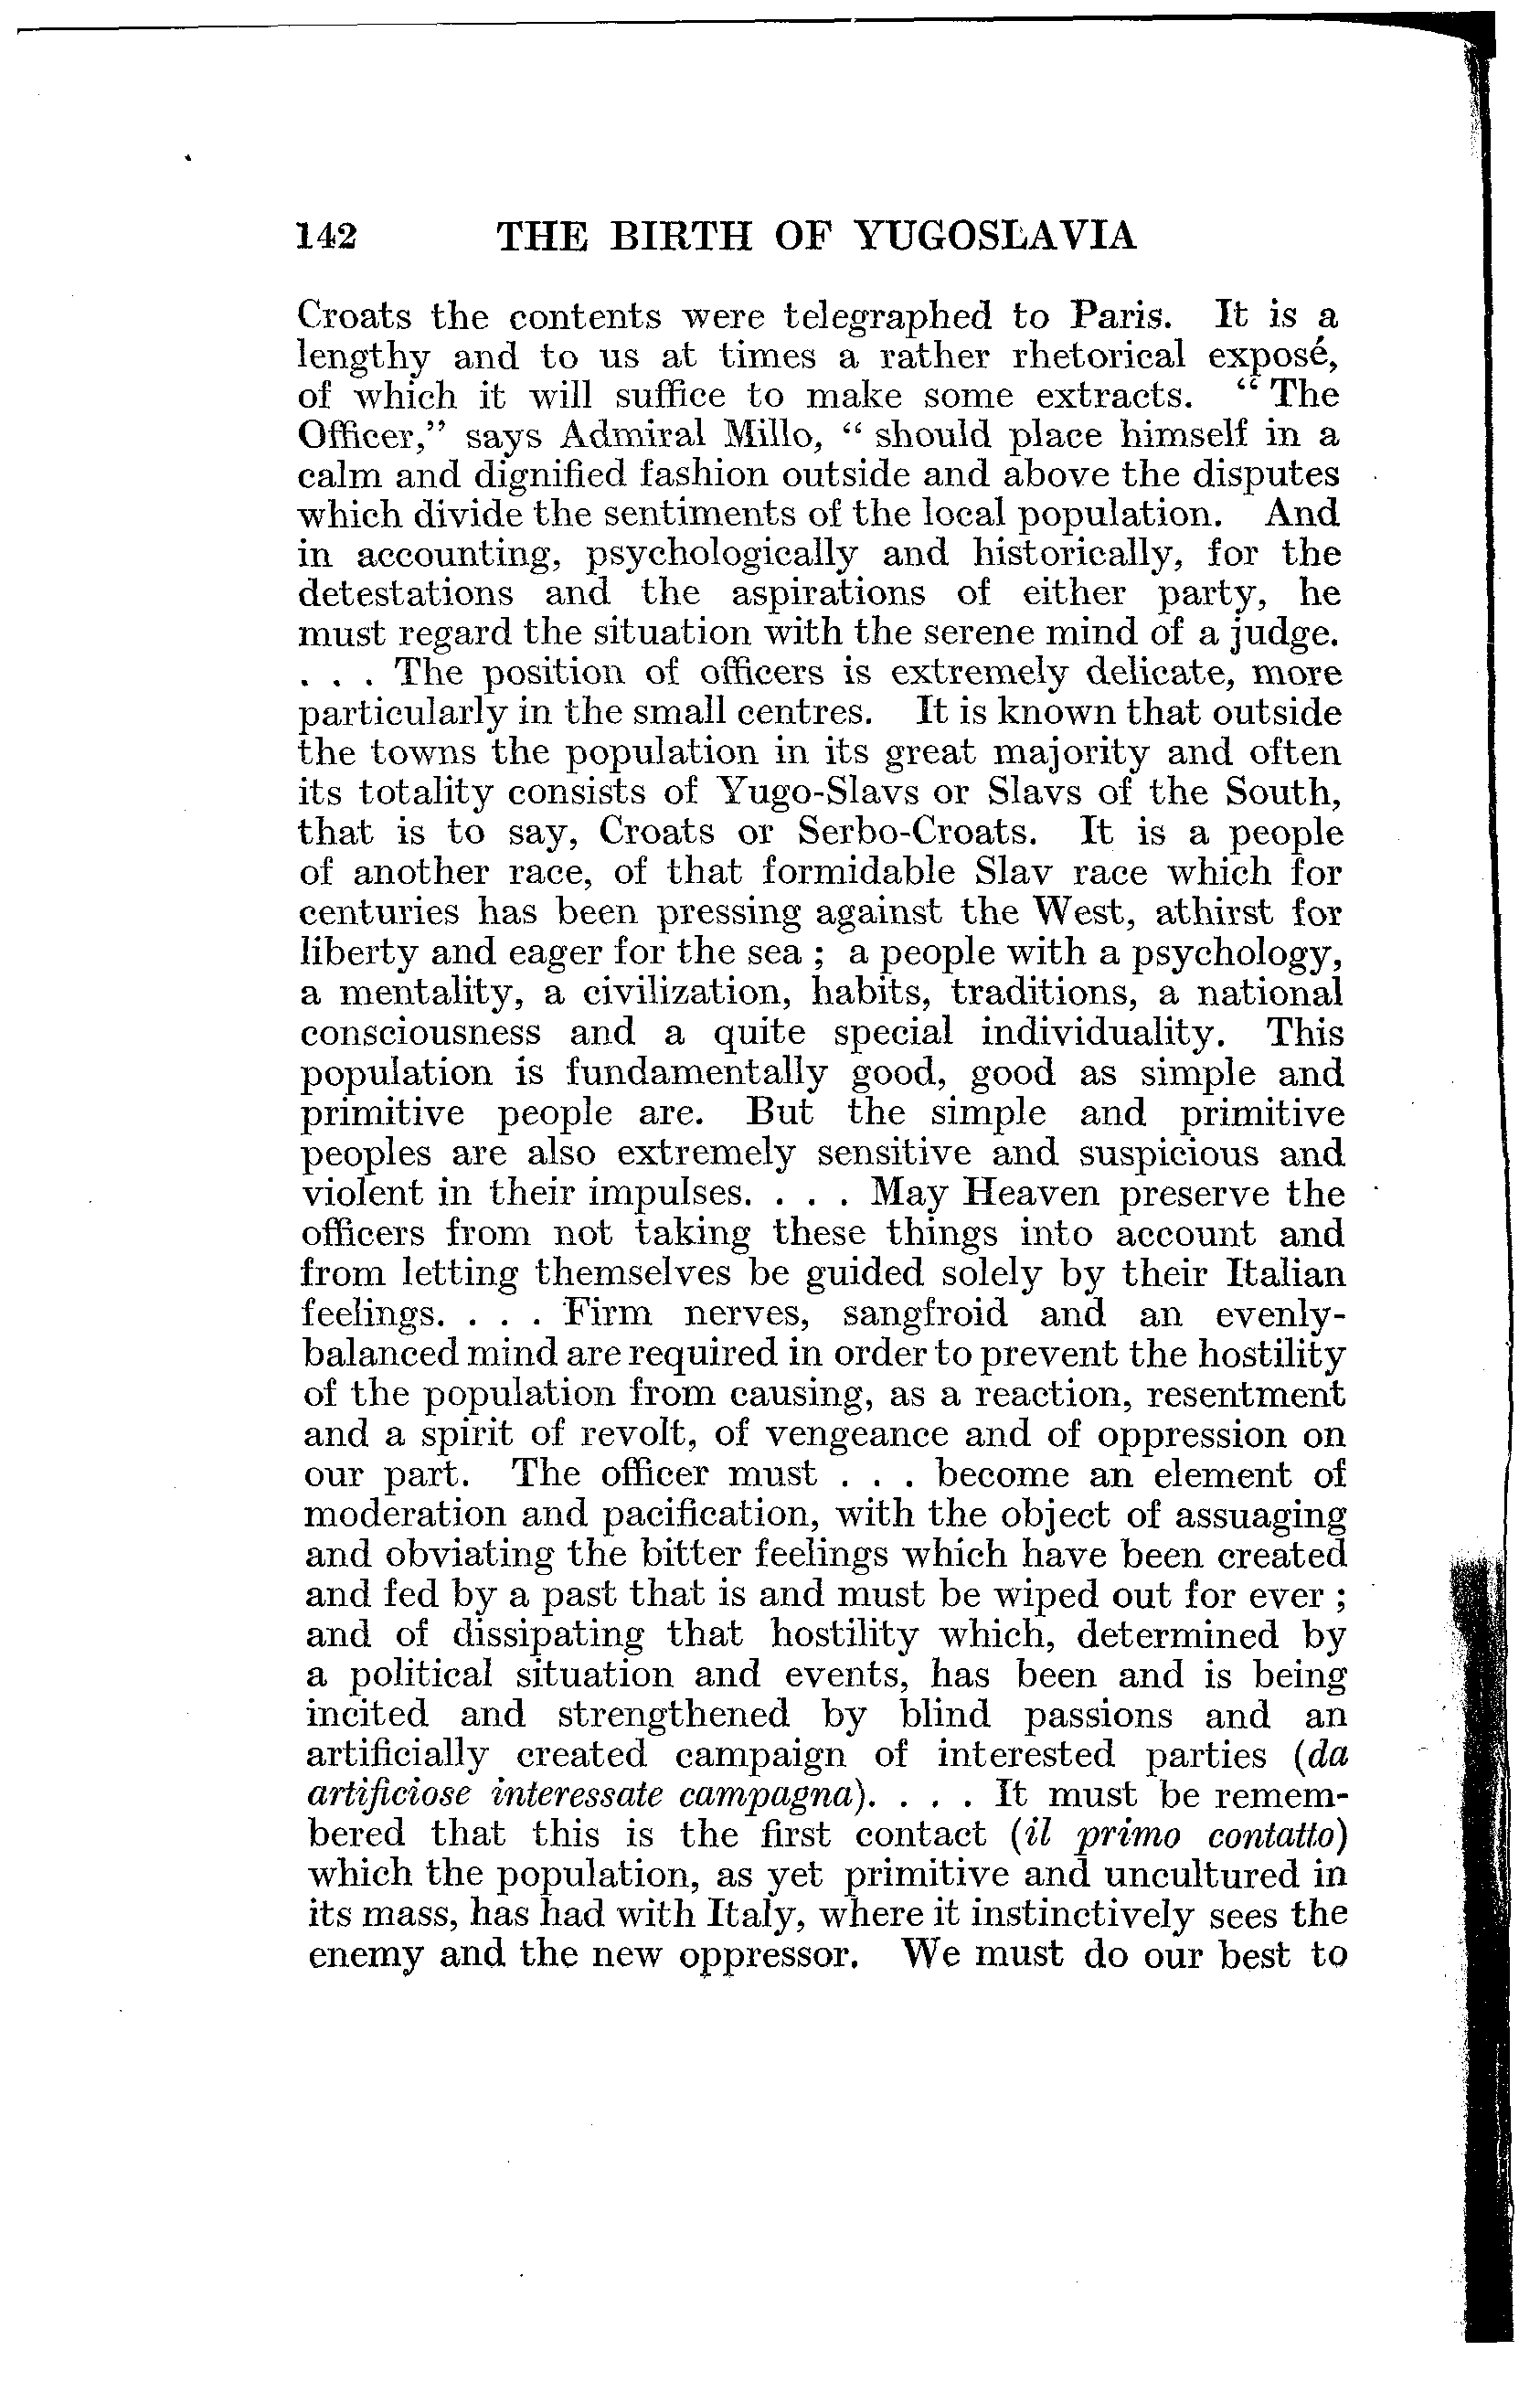 142 THE BIRTH OF YUGOSLAVIA
Croats the contents were telegraphed to Paris. It is a
lengthy and to us at times a rather rhetorical exposé,
of which it will suffice to make some extracts. “ The
Officer,” says Admiral Millo, “ should place himself in a
calm and dignified fashion outside and above the disputes
which divide the sentiments of the local population. And
in accounting, psychologically and historically, for the
detestations and the aspirations of either party, he
must regard the situation with the serene mind of a judge.
. . . The position of officers is extremely delicate, more
particularly in the small centres. It is known that outside
the towns the population in its great majority and often
its totality consists of Yugo-Slavs or Slavs of the South,
that is to say, Croats or Serbo-Croats. It is a people
of another race, of that formidable Slav race which for
centuries has been pressing against the West, athirst for
liberty and eager for the sea ; a people with a psychology,
a mentality, a civilization, habits, traditions, a national
consciousness and a quite special individuality. This
population is fundamentally good, good as simple and
primitive people are. But the simple and primitive
peoples are also extremely sensitive and suspicious and
violent in their impulses. . . . May Heaven preserve the
officers from not taking these things into account and
from letting themselves be guided solely by their Italian
feelings. . . . Firm nerves, sangfroid and an evenly-
balanced mind are required in order to prevent the hostility
of the population from causing, as a reaction, resentment
and a spirit of revolt, of vengeance and of oppression on
our part. The officer must . . . become an element of
moderation and pacification, with the object of assuaging
and obviating the bitter feelings which have been created
and fed by a past that is and must be wiped out for ever ;
and of dissipating that hostility which, determined by
a political situation and events, has been and is being
incited and strengthened by blind passions and an
artificially created campaign of interested parties (da
artificiose interessate campagna). . . . It must be remem-
bered that this is the first contact (il primo contatto)
which the population, as yet primitive and uncultured in
its mass, has had with Italy, where it instinctively sees the
enemy and the new oppressor. We must do our best to